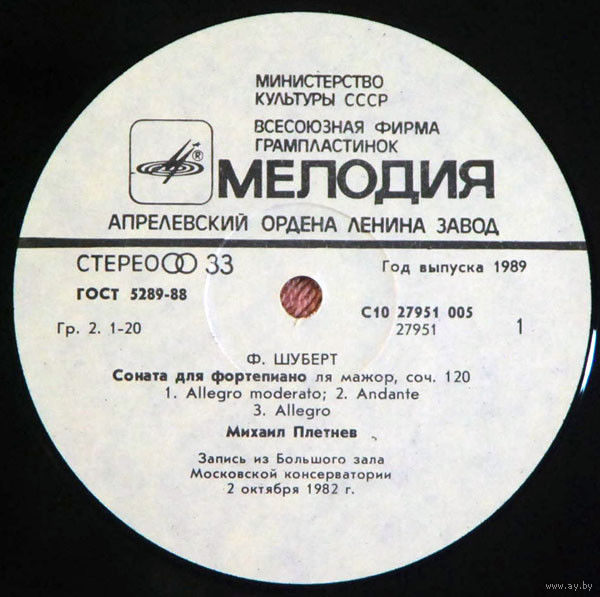 МИНИСТЕРСТВО
КУЛЬТУРЫ СССР
ВСЕСОЮЗНАЯ ФИРМА
ГРАМПЛАСТИНОК
® МЕЛОДИЯ
АПРЕЛЕВСКИЙ ОРДЕНА ЛЕНИНА ЗАВОД
СТЕРЕО 33
Год выпуска 1989
ГОСТ 5289-88
С10 27951 005
Гр. 2. 1-20
27951
1
Ф. ШУБЕРТ
Соната для фортепиано ля мажор, соч. 120
1. Allegro moderato; 2. Andante
3. Allegro
Михаил Плетнев
Запись из Большого зала
Московской консерватории
2 октября 1982 г.
www.ay.by